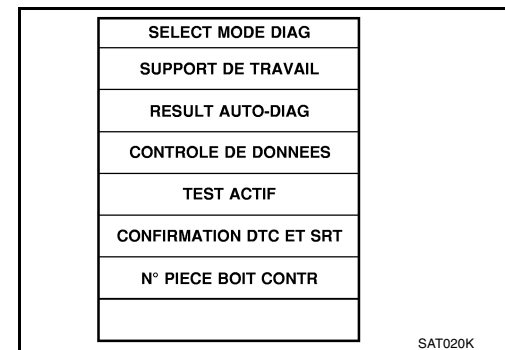 SELECT MODE DIAG
SUPPORT DE TRAVAIL
RESULT AUTO-DIAG
CONTROLE DE DONNEES
TEST ACTIF
CONFIRMATION DTC ET SRT
N° PIECE BOIT CONTR
SAT020K